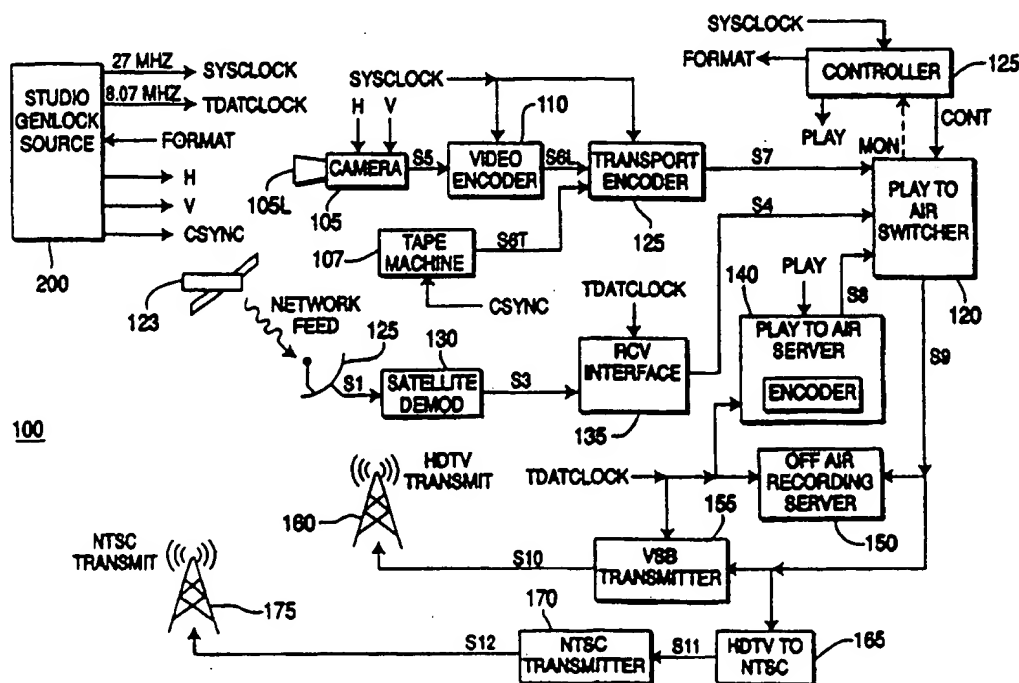 SYSCLOCK
FORMAT
CONTROLLER
125
PLAY
MON
CONT
27 MHZ
SYSCLOCK
8.07 MHZ
TDATCLOCK
STUDIO
GENLOCK
SOURCE
FORMAT
H
V
CSYNC
200
SYSCLOCK
H V
110
105L
CAMERA
105
S5
VIDEO
ENCODER
S6L
TRANSPORT
ENCODER
125
S7
S4
PLAY TO
AIR
SWITCHER
120
107
TAPE
MACHINE
S6T
CSYNC
123
NETWORK
FEED
125
S1
130
SATELLITE
DEMOD
S3
TDATCLOCK
RCV
INTERFACE
135
PLAY
140
S8
PLAY TO AIR
SERVER
ENCODER
S9
100
HDTV
TRANSMIT
160
TDATCLOCK
OFF AIR
RECORDING
SERVER
150
155
VSB
TRANSMITTER
S10
NTSC
TRANSMIT
175
170
NTSC
TRANSMITTER
S12
S11
HDTV TO
NTSC
165